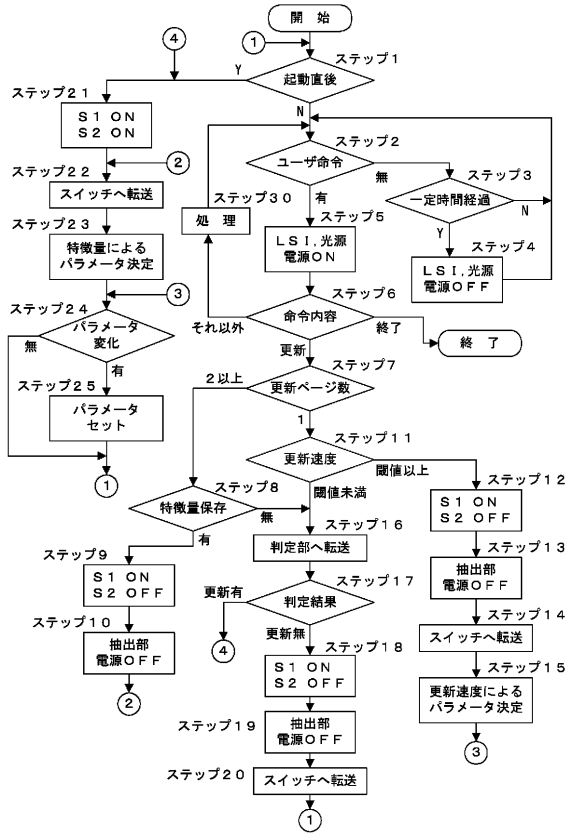 開 始
④
①
ステップ1
Y
起動直後
ステップ21
N
S1 ON
S2 ON
ステップ2
②
ユーザ命令
無
ステップ3
ステップ22
スイッチへ転送
ステップ30
有
一定時間経過
N
ステップ23
処 理
ステップ5
Y
ステップ4
特徴量による
パラメータ決定
LSI,光源
電源ON
LSI,光源
電源OFF
③
ステップ6
ステップ24
命令内容
それ以外
終了
終 了
パラメータ
変化
無
更新
ステップ7
有
ステップ25
2以上
更新ページ数
パラメータ
セット
1
ステップ11
更新速度
閾値以上
①
ステップ8
閾値未満
ステップ12
特徴量保存
無
S1 ON
S2 OFF
ステップ16
有
ステップ9
判定部へ転送
ステップ13
S1 ON
S2 OFF
ステップ17
抽出部
電源OFF
更新有
判定結果
ステップ10
ステップ14
抽出部
電源OFF
④
更新無
ステップ18
スイッチへ転送
S1 ON
S2 OFF
ステップ15
②
更新速度による
パラメータ決定
ステップ19
抽出部
電源OFF
③
ステップ20
スイッチへ転送
①